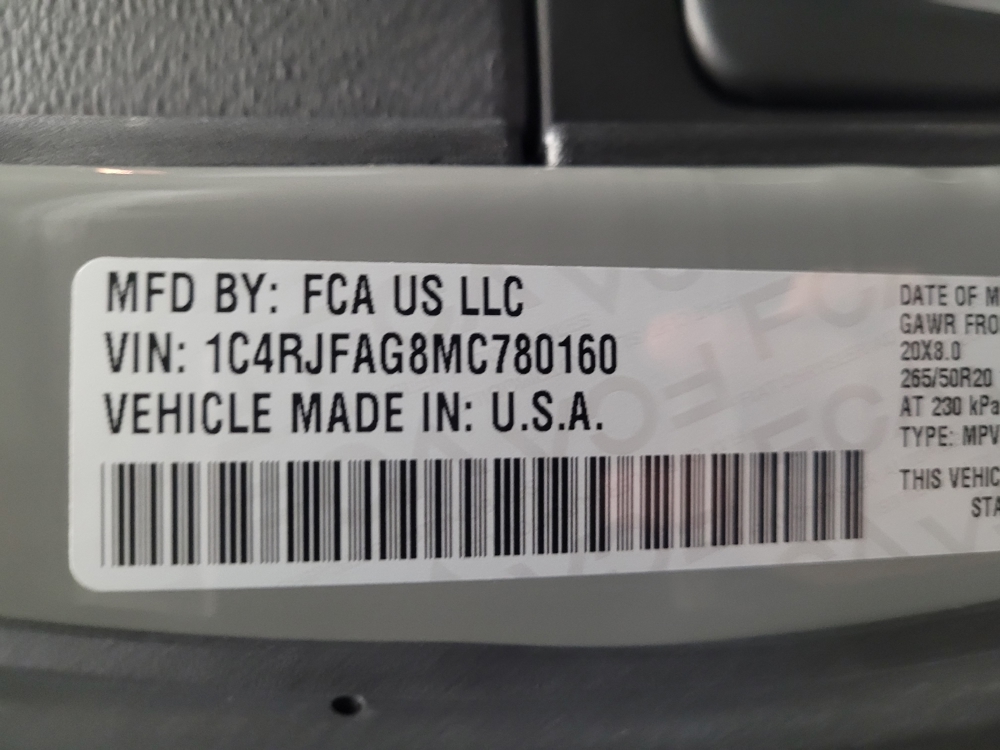 MFD BY: FCA US LLC
VIN: 1C4RJFAG8MC780160
VEHICLE MADE IN: U.S.A.
DATE OF M
GAWR FRO
20X8.0
265/50R20
AT 230 kPa
TYPE: MPV
THIS VEHIC
STA